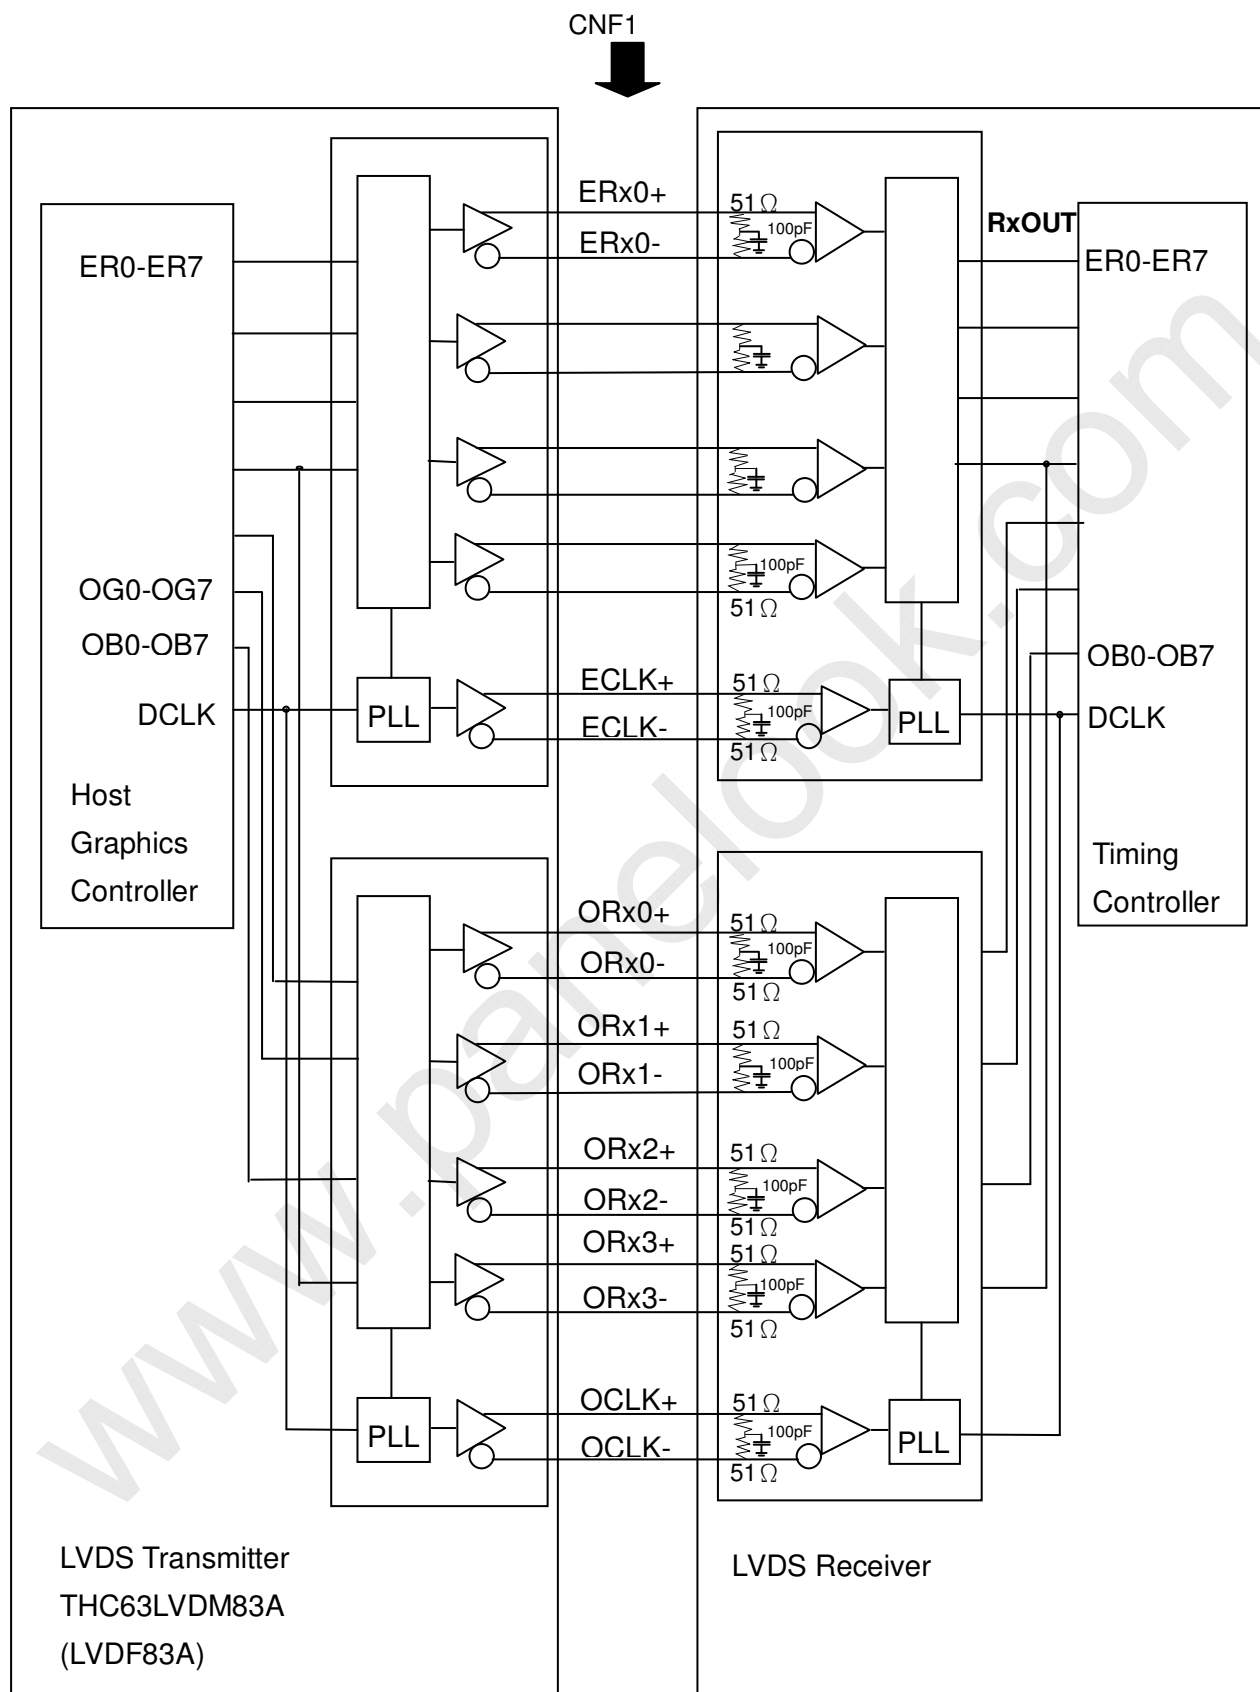 CNF1
ER0-ER7
OG0-OG7
OB0-OB7
DCLK
Host
Graphics
Controller
PLL
PLL
ERx0+
ERx0-
ECLK+
ECLK-
ORx0+
ORx0-
ORx1+
ORx1-
ORx2+
ORx2-
ORx3+
ORx3-
OCLK+
OCLK-
51Ω
100pF
100pF
51Ω
51Ω
100pF
51Ω
51Ω
100pF
51Ω
51Ω
100pF
51Ω
100pF
51Ω
51Ω
100pF
51Ω
51Ω
100pF
51Ω
PLL
PLL
RxOUT
ER0-ER7
OB0-OB7
DCLK
Timing
Controller
LVDS Transmitter
THC63LVDM83A
(LVDF83A)
LVDS Receiver
www.panelook.com